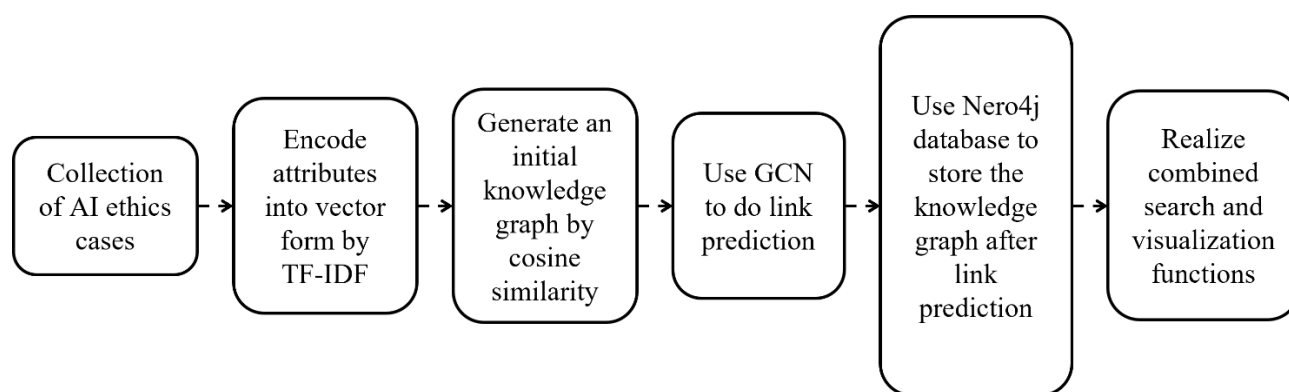 Collection
of AI ethics
cases
Encode
attributes
into vector
form by
TF-IDF
Generate an
initial
knowledge
graph by
cosine
similarity
Use GCN
to do link
prediction
Use Nero4j
database to
store the
knowledge
graph after
link
prediction
Realize
combined
search and
visualization
functions